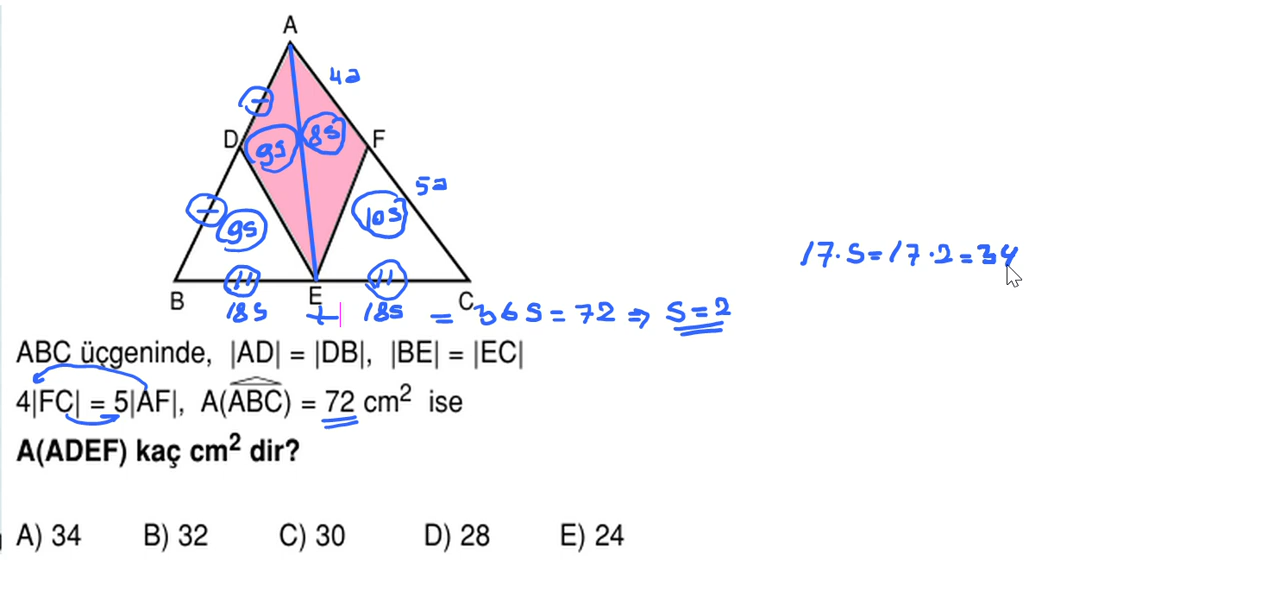 A
4a
D
9S
8S
F
5a
9S
10S
17.S=17.2=34
B
E
C
18S + 18S = 36S=72 ⇒ S=2
ABC üçgeninde, |AD| = |DB|, |BE| = |EC|
4|FC| = 5|AF|, A(ABC) = 72 cm² ise
A(ADEF) kaç cm² dir?
A) 34 B) 32 C) 30 D) 28 E) 24